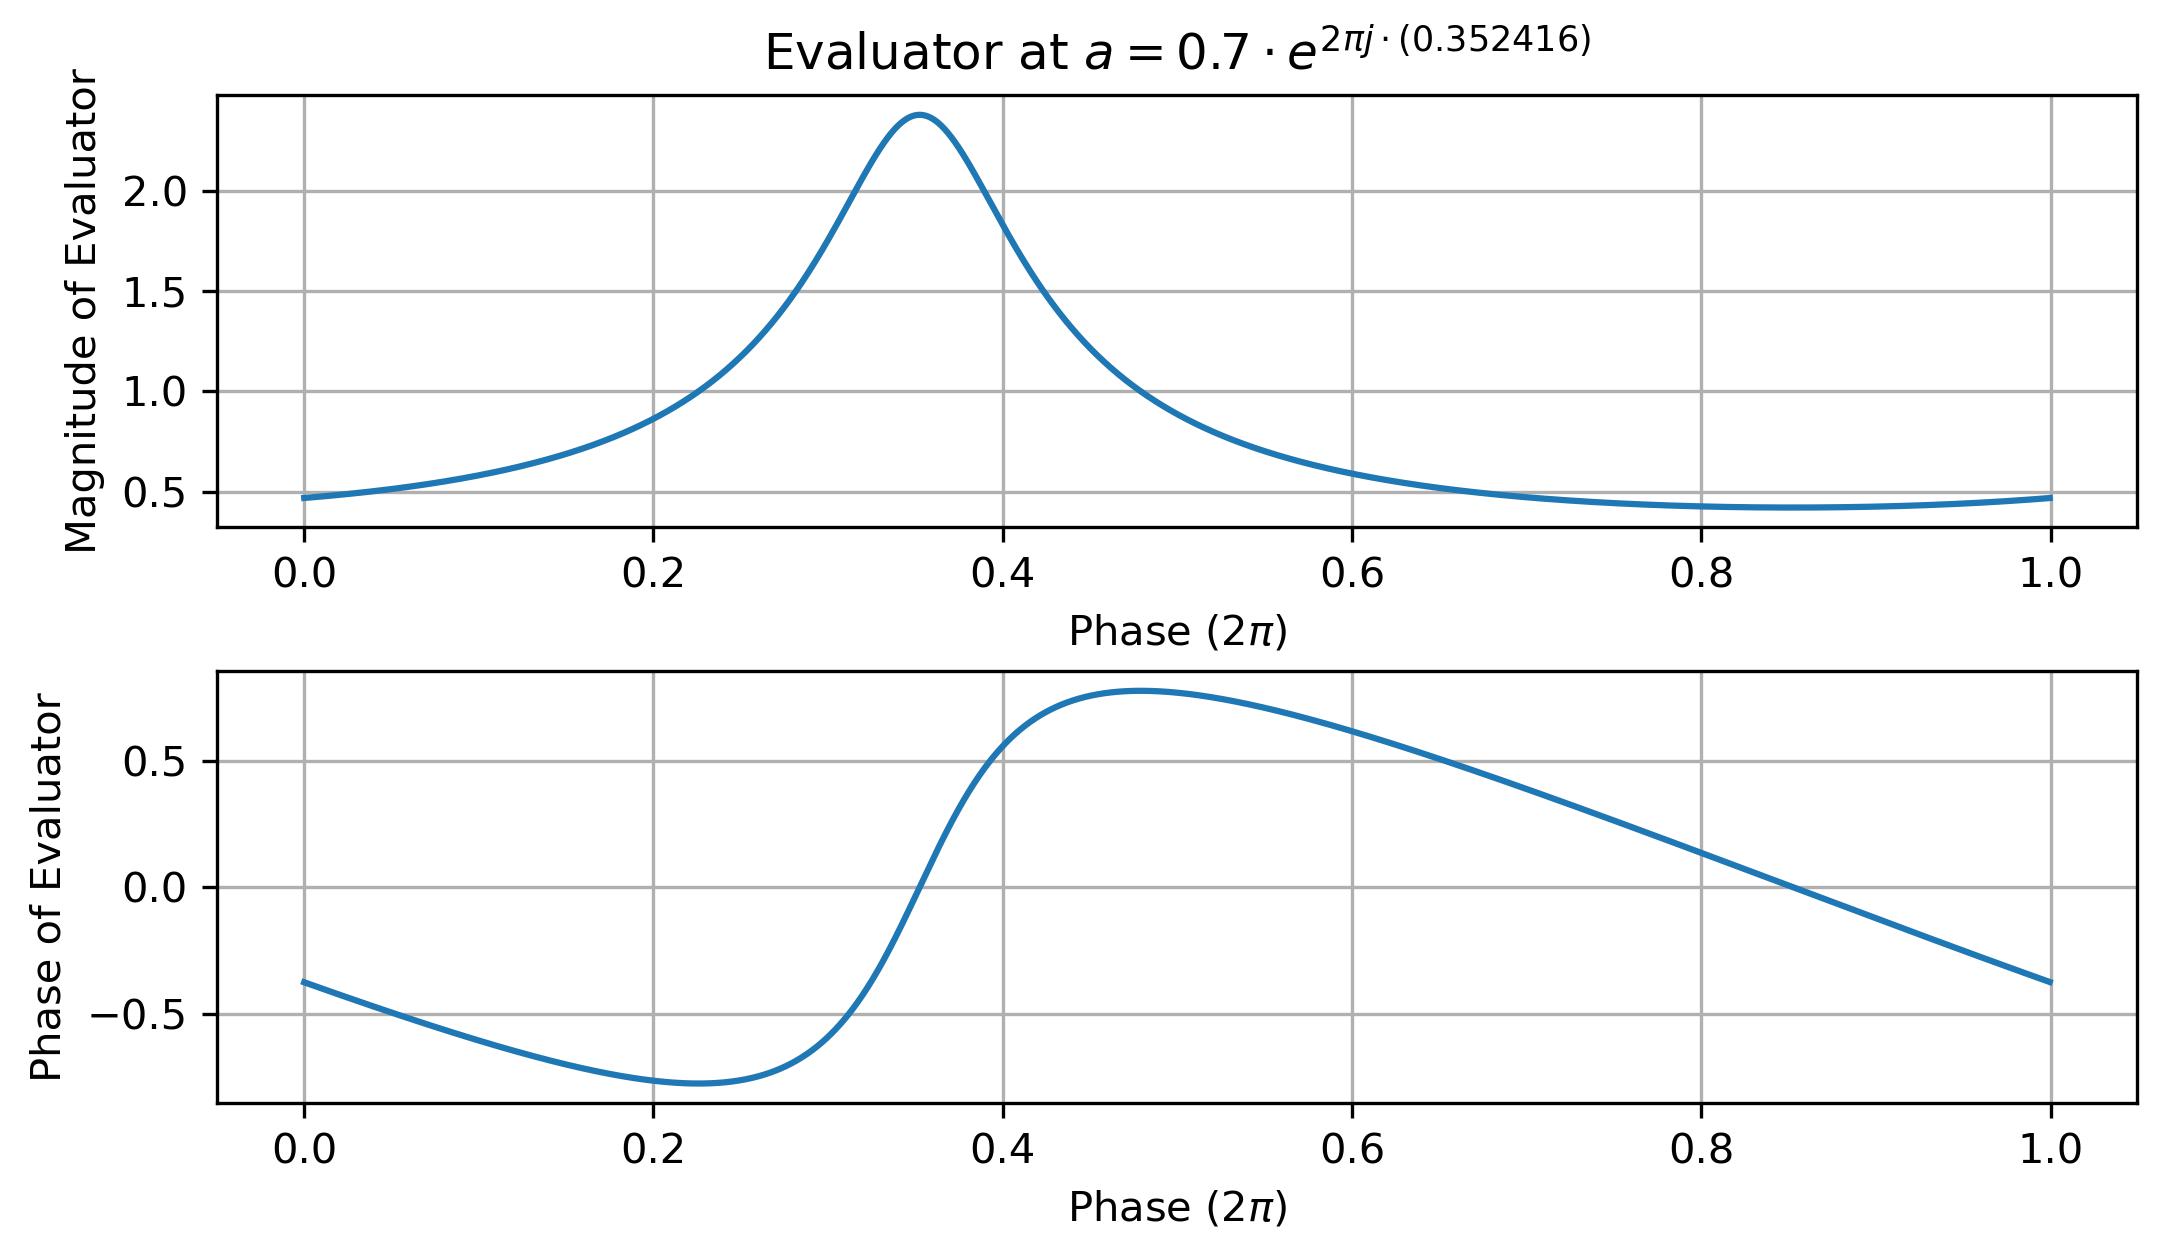 Evaluator at a = 0.7 · e^{2πj · (0.352416)}
Magnitude of Evaluator
2.0
1.5
1.0
0.5
0.0 0.2 0.4 0.6 0.8 1.0
Phase (2π)
Phase of Evaluator
0.5
0.0
−0.5
0.0 0.2 0.4 0.6 0.8 1.0
Phase (2π)